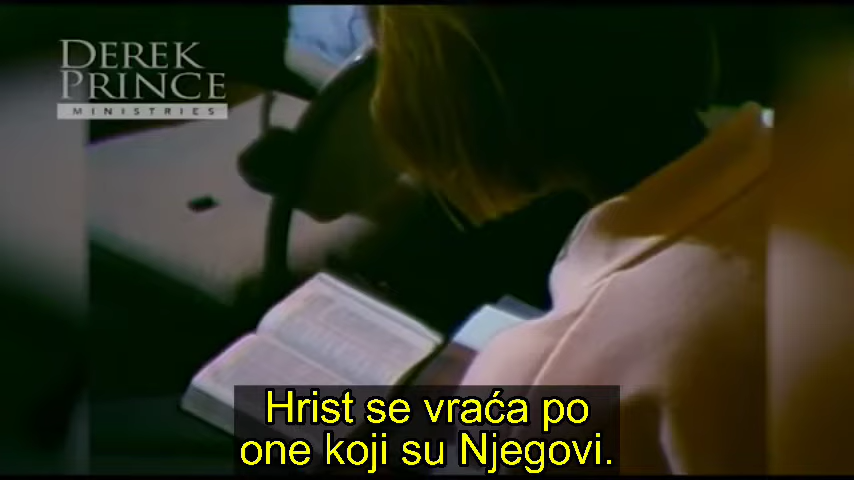 DEREK
PRINCE
MINISTRIES
Hrist se vraća po
one koji su Njegovi.